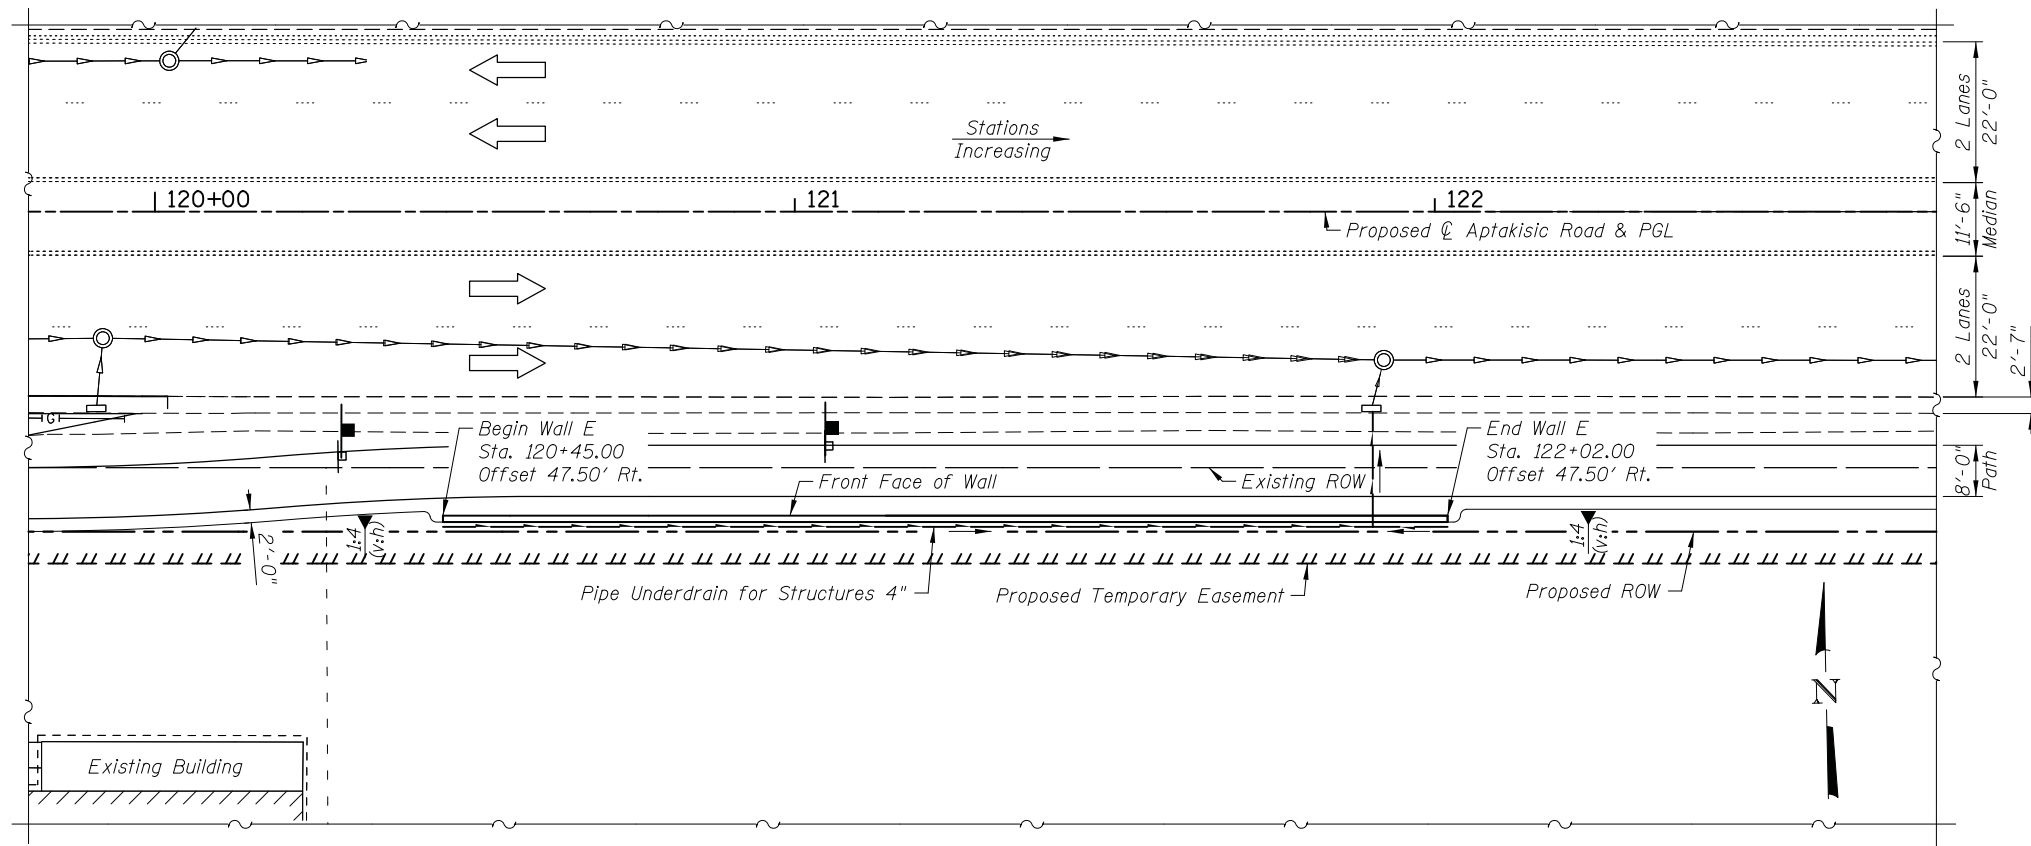 2 Lanes
22'-0"
Stations
Increasing
120+00
121
122
11'-6"
Median
Proposed ℄ Aptakisic Road & PGL
2 Lanes
22'-0"
2'-7"
G
Begin Wall E
Sta. 120+45.00
Offset 47.50' Rt.
End Wall E
Sta. 122+02.00
Offset 47.50' Rt.
Front Face of Wall
Existing ROW
8'-0"
Path
1:4
(v:h)
1:4
(v:h)
2'-0"
Pipe Underdrain for Structures 4"
Proposed Temporary Easement
Proposed ROW
N
Existing Building